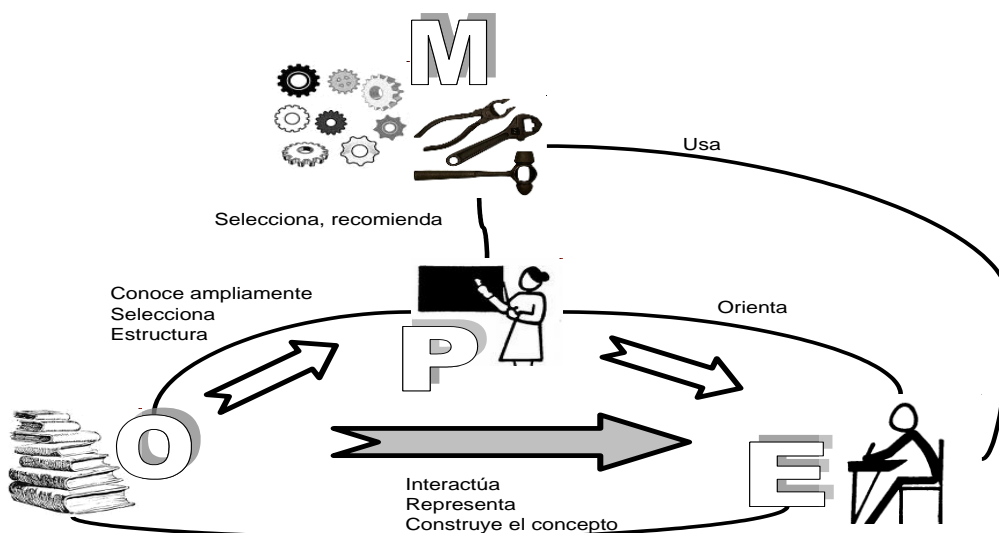 M
Usa
Selecciona, recomienda
Conoce ampliamente
Selecciona
Estructura
Orienta
P
O
E
Interactúa
Representa
Construye el concepto